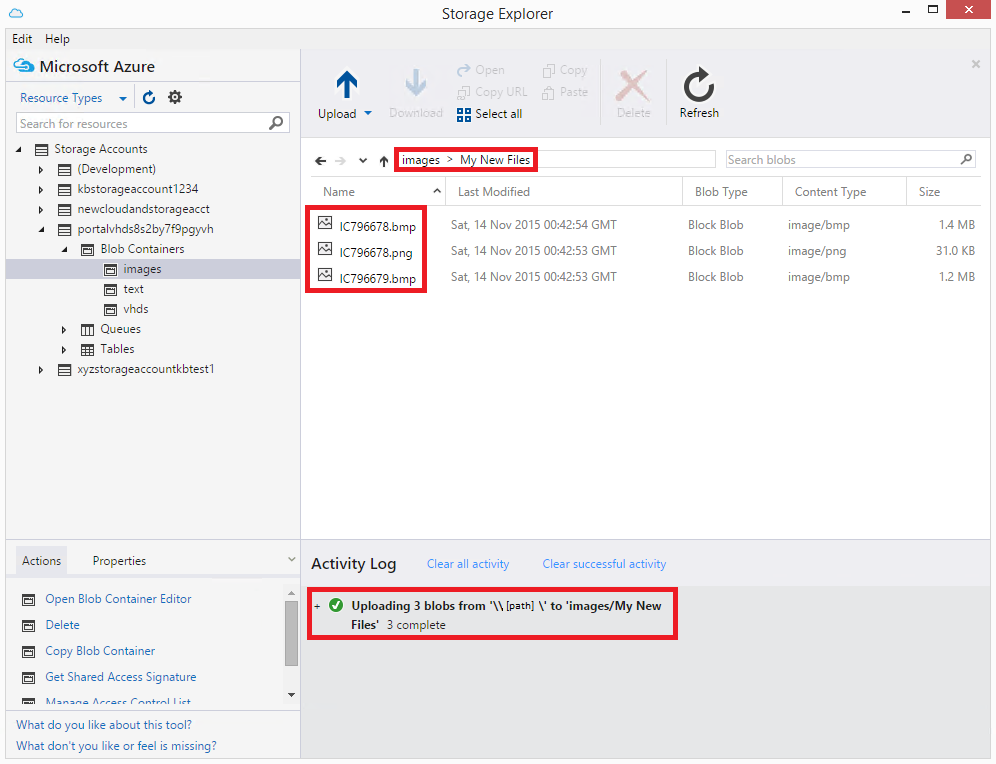 Storage Explorer
Edit Help
Microsoft Azure
Resource Types
Search for resources
Storage Accounts
(Development)
kbstorageaccount1234
newcloudandstorageacct
portalvhds8s2by7f9pgyvh
Blob Containers
images
text
vhds
Queues
Tables
xyzstorageaccountkbtest1
Actions Properties
Open Blob Container Editor
Delete
Copy Blob Container
Get Shared Access Signature
Manage Access Control List
What do you like about this tool?
What don't you like or feel is missing?
Upload
Download
Open
Copy URL
Select all
Copy
Paste
Delete
Refresh
images > My New Files
Search blobs
Name Last Modified Blob Type Content Type Size
IC796678.bmp Sat, 14 Nov 2015 00:42:54 GMT Block Blob image/bmp 1.4 MB
IC796678.png Sat, 14 Nov 2015 00:42:53 GMT Block Blob image/png 31.0 KB
IC796679.bmp Sat, 14 Nov 2015 00:42:53 GMT Block Blob image/bmp 1.2 MB
Activity Log Clear all activity Clear successful activity
+ Uploading 3 blobs from '\\ [path] \' to 'images/My New
Files' 3 complete